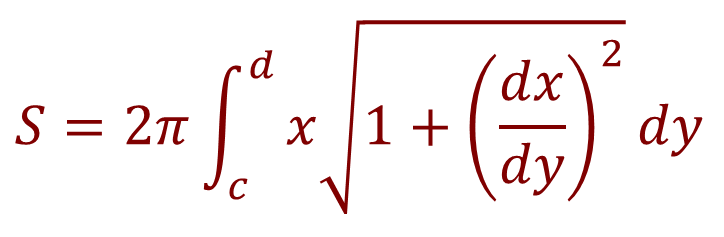 S = 2π ∫_c^d x √(1 + (dx/dy)²) dy